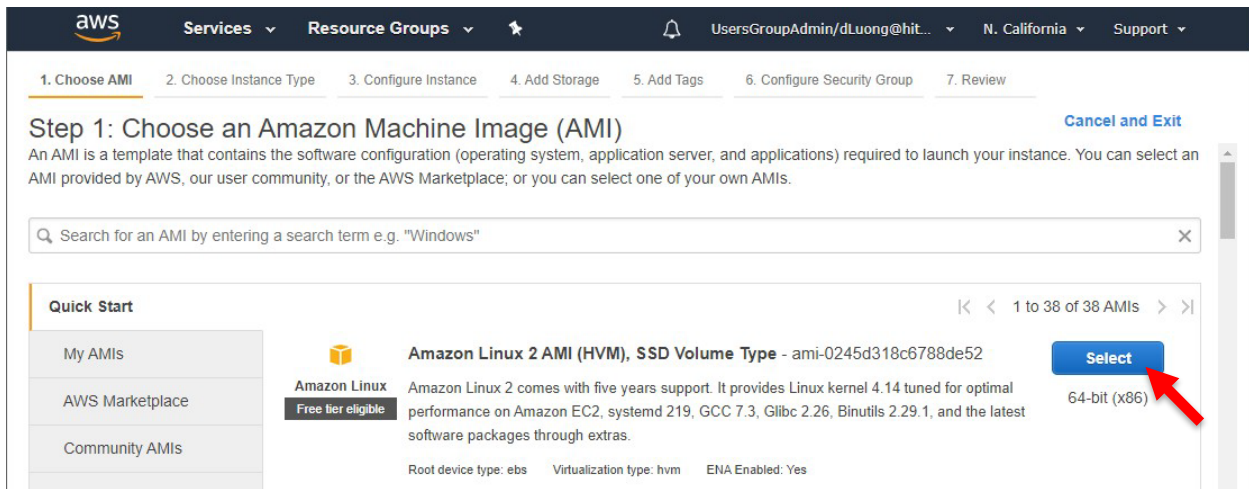 aws
Services Resource Groups UsersGroupAdmin/dLuong@hit... N. California Support
1. Choose AMI 2. Choose Instance Type 3. Configure Instance 4. Add Storage 5. Add Tags 6. Configure Security Group 7. Review
Step 1: Choose an Amazon Machine Image (AMI)
Cancel and Exit
An AMI is a template that contains the software configuration (operating system, application server, and applications) required to launch your instance. You can select an
AMI provided by AWS, our user community, or the AWS Marketplace; or you can select one of your own AMIs.
Search for an AMI by entering a search term e.g. "Windows"
Quick Start
1 to 38 of 38 AMIs
My AMIs
AWS Marketplace
Community AMIs
Amazon Linux
Free tier eligible
Amazon Linux 2 AMI (HVM), SSD Volume Type - ami-0245d318c6788de52
Amazon Linux 2 comes with five years support. It provides Linux kernel 4.14 tuned for optimal
performance on Amazon EC2, systemd 219, GCC 7.3, Glibc 2.26, Binutils 2.29.1, and the latest
software packages through extras.
Root device type: ebs Virtualization type: hvm ENA Enabled: Yes
Select
64-bit (x86)